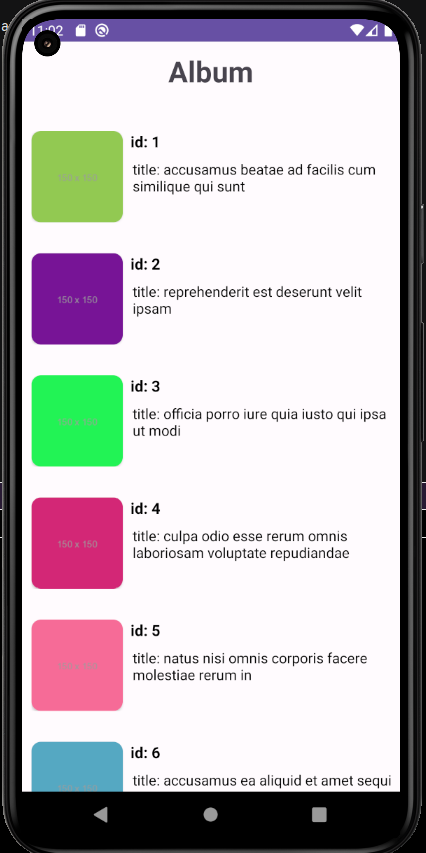 11:02
Album
150 x 150
id: 1
title: accusamus beatae ad facilis cum
similique qui sunt
150 x 150
id: 2
title: reprehenderit est deserunt velit
ipsam
150 x 150
id: 3
title: officia porro iure quia iusto qui ipsa
ut modi
150 x 150
id: 4
title: culpa odio esse rerum omnis
laboriosam voluptate repudiandae
150 x 150
id: 5
title: natus nisi omnis corporis facere
molestiae rerum in
150 x 150
id: 6
title: accusamus ea aliquid et amet sequi